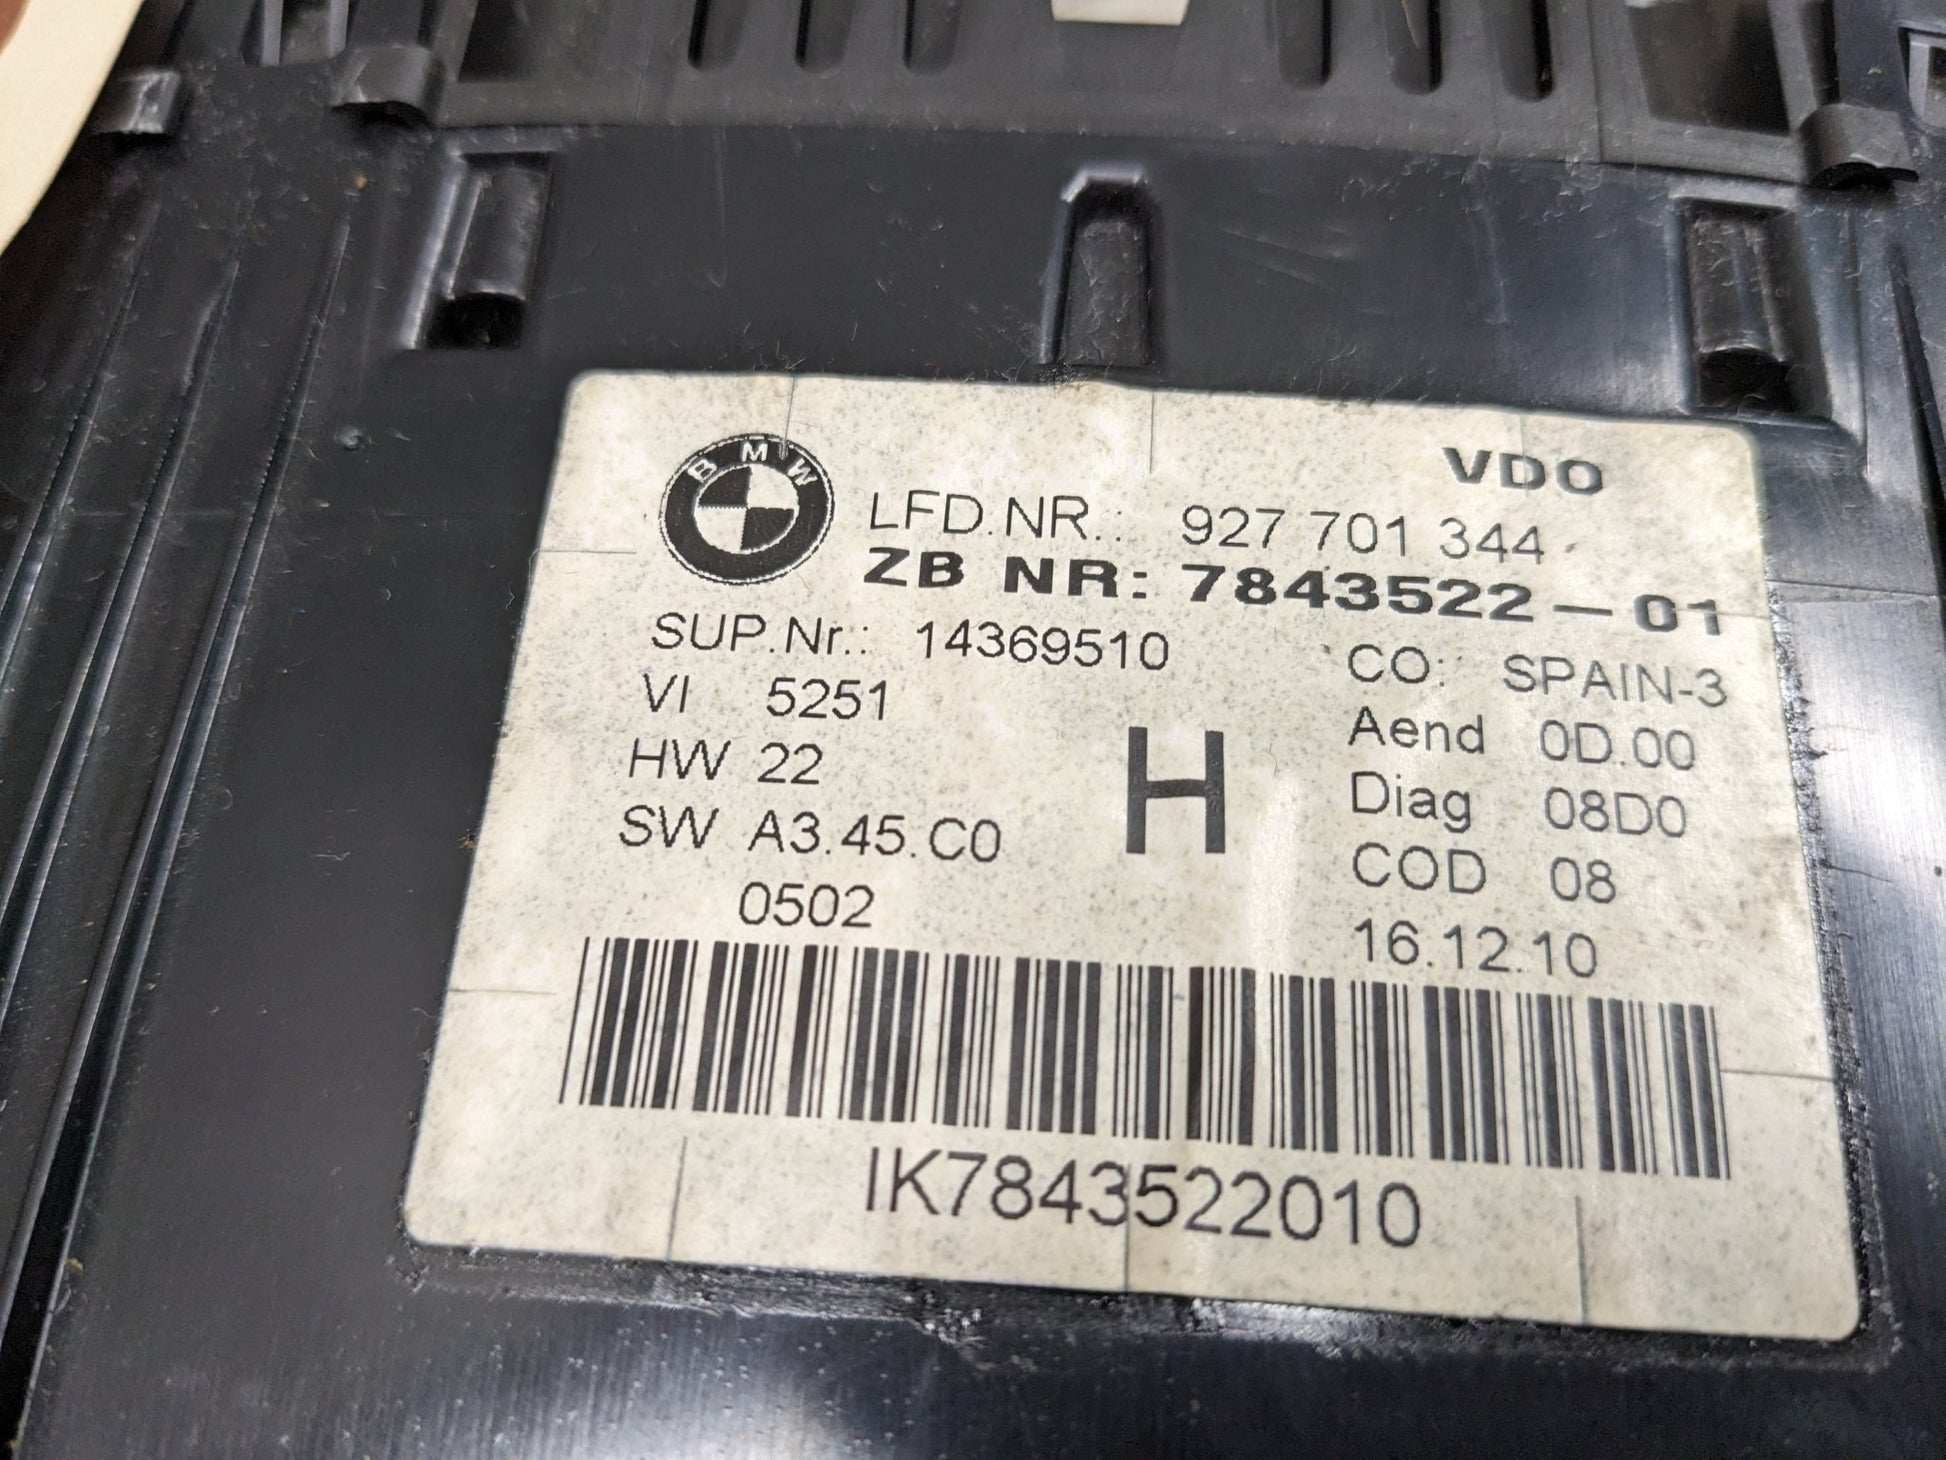 BMW
VDO
LFD.NR.: 927 701 344
ZB NR: 7843522-01
SUP.Nr.: 14369510
CO: SPAIN-3
VI 5251
Aend 0D.00
HW 22
H
Diag 08D0
SW A3.45.C0
COD 08
0502
16.12.10
IK7843522010